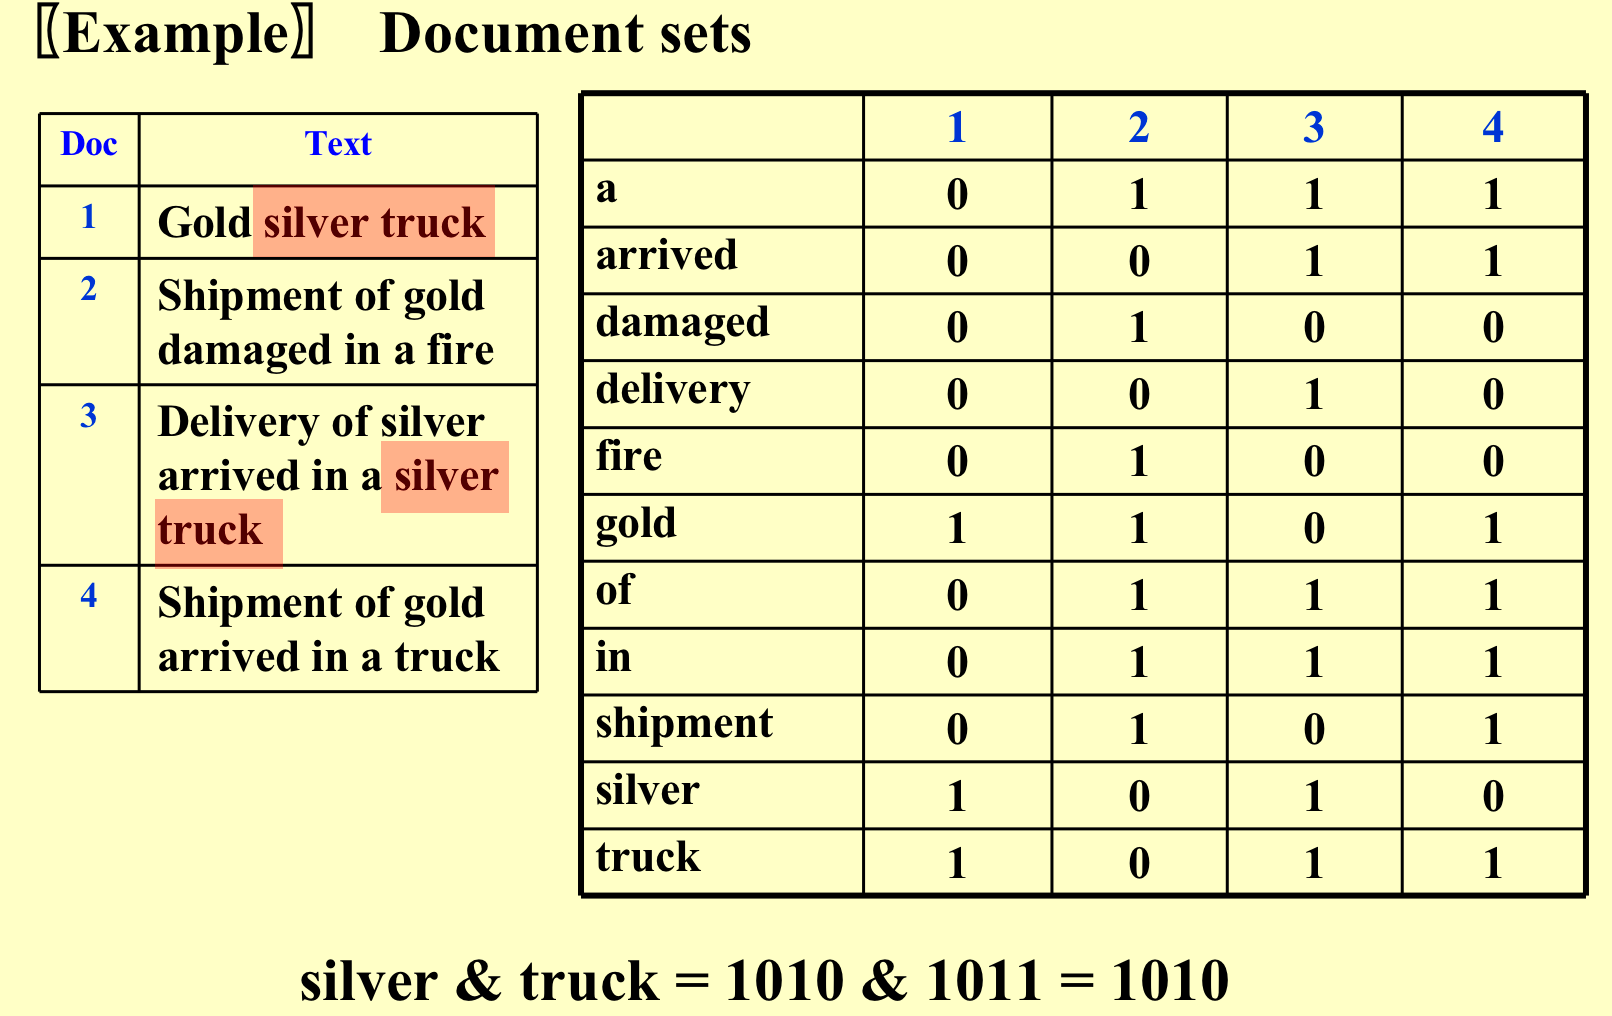 〖Example〗 Document sets
Doc Text
1 Gold silver truck
2 Shipment of gold
damaged in a fire
3 Delivery of silver
arrived in a silver
truck
4 Shipment of gold
arrived in a truck
1 2 3 4
a 0 1 1 1
arrived 0 0 1 1
damaged 0 1 0 0
delivery 0 0 1 0
fire 0 1 0 0
gold 1 1 0 1
of 0 1 1 1
in 0 1 1 1
shipment 0 1 0 1
silver 1 0 1 0
truck 1 0 1 1
silver & truck = 1010 & 1011 = 1010